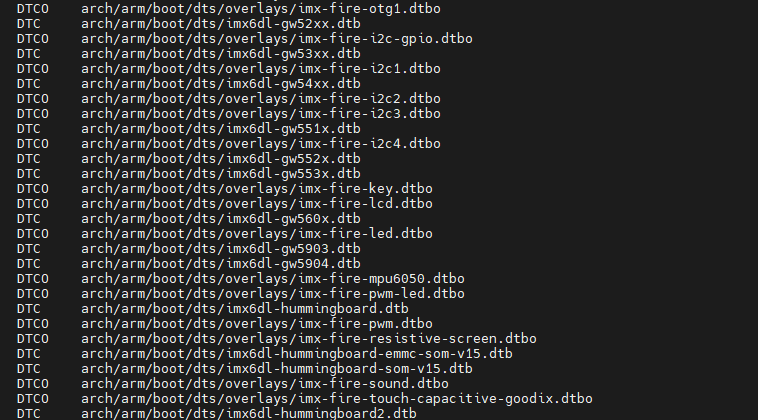 DTCO    arch/arm/boot/dts/overlays/imx-fire-otg1.dtbo
DTC     arch/arm/boot/dts/imx6dl-gw52xx.dtb
DTCO    arch/arm/boot/dts/overlays/imx-fire-i2c-gpio.dtbo
DTC     arch/arm/boot/dts/imx6dl-gw53xx.dtb
DTCO    arch/arm/boot/dts/overlays/imx-fire-i2c1.dtbo
DTC     arch/arm/boot/dts/imx6dl-gw54xx.dtb
DTCO    arch/arm/boot/dts/overlays/imx-fire-i2c2.dtbo
DTCO    arch/arm/boot/dts/overlays/imx-fire-i2c3.dtbo
DTC     arch/arm/boot/dts/imx6dl-gw551x.dtb
DTCO    arch/arm/boot/dts/overlays/imx-fire-i2c4.dtbo
DTC     arch/arm/boot/dts/imx6dl-gw552x.dtb
DTC     arch/arm/boot/dts/imx6dl-gw553x.dtb
DTCO    arch/arm/boot/dts/overlays/imx-fire-key.dtbo
DTCO    arch/arm/boot/dts/overlays/imx-fire-lcd.dtbo
DTC     arch/arm/boot/dts/imx6dl-gw560x.dtb
DTCO    arch/arm/boot/dts/overlays/imx-fire-led.dtbo
DTC     arch/arm/boot/dts/imx6dl-gw5903.dtb
DTC     arch/arm/boot/dts/imx6dl-gw5904.dtb
DTCO    arch/arm/boot/dts/overlays/imx-fire-mpu6050.dtbo
DTCO    arch/arm/boot/dts/overlays/imx-fire-pwm-led.dtbo
DTC     arch/arm/boot/dts/imx6dl-hummingboard.dtb
DTCO    arch/arm/boot/dts/overlays/imx-fire-pwm.dtbo
DTCO    arch/arm/boot/dts/overlays/imx-fire-resistive-screen.dtbo
DTC     arch/arm/boot/dts/imx6dl-hummingboard-emmc-som-v15.dtb
DTC     arch/arm/boot/dts/imx6dl-hummingboard-som-v15.dtb
DTCO    arch/arm/boot/dts/overlays/imx-fire-sound.dtbo
DTCO    arch/arm/boot/dts/overlays/imx-fire-touch-capacitive-goodix.dtbo
DTC     arch/arm/boot/dts/imx6dl-hummingboard2.dtb